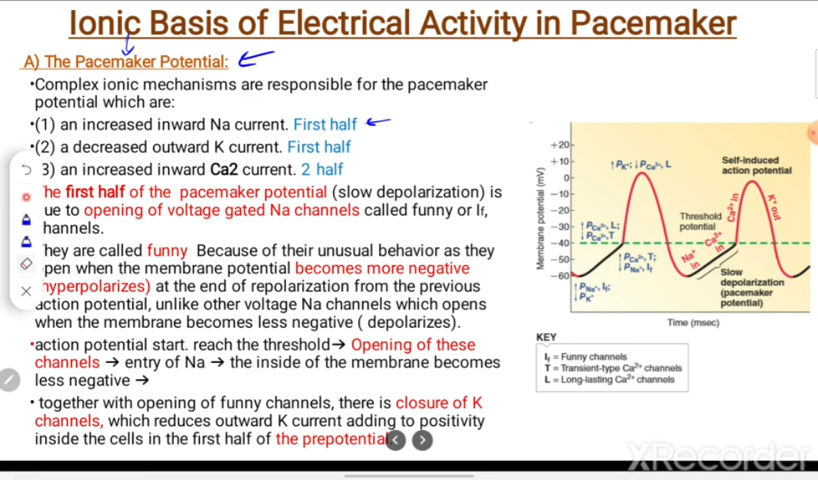 Ionic Basis of Electrical Activity in Pacemaker
A) The Pacemaker Potential:
•Complex ionic mechanisms are responsible for the pacemaker
potential which are:
•(1) an increased inward Na current. First half
•(2) a decreased outward K current. First half
3) an increased inward Ca2 current. 2 half
he first half of the pacemaker potential (slow depolarization) is
ue to opening of voltage gated Na channels called funny or If,
hannels.
hey are called funny Because of their unusual behavior as they
pen when the membrane potential becomes more negative
hyperpolarizes) at the end of repolarization from the previous
action potential, unlike other voltage Na channels which opens
when the membrane becomes less negative ( depolarizes).
•action potential start. reach the threshold→ Opening of these
channels → entry of Na → the inside of the membrane becomes
less negative →
• together with opening of funny channels, there is closure of K
channels, which reduces outward K current adding to positivity
inside the cells in the first half of the prepotential
Membrane potential (mV)
+20
+10
0
−10
−20
−30
−40
−50
−60
↑PK+; ↓PCa2+, L
Self-induced
action potential
↑PCa2+, L;
↓PCa2+, T
Threshold
potential
Ca2+ in
K+ out
↑PCa2+, T;
↓PNa+, If
Na+
in
Ca2+
in
↑PNa+, If;
↓PK+
Slow
depolarization
(pacemaker
potential)
Time (msec)
KEY
If = Funny channels
T = Transient-type Ca2+ channels
L = Long-lasting Ca2+ channels
XRecorder